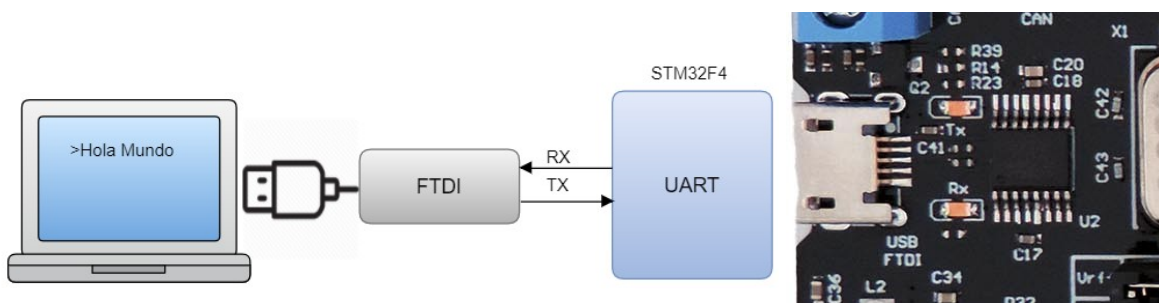 >Hola Mundo
FTDI
RX
TX
STM32F4
UART
CAN
X1
R39
R14
R23
Q2
C20
C18
C42
Tx
C41
C43
Rx
U2
USB
FTDI
C17
C36
L2
C34
Vrf